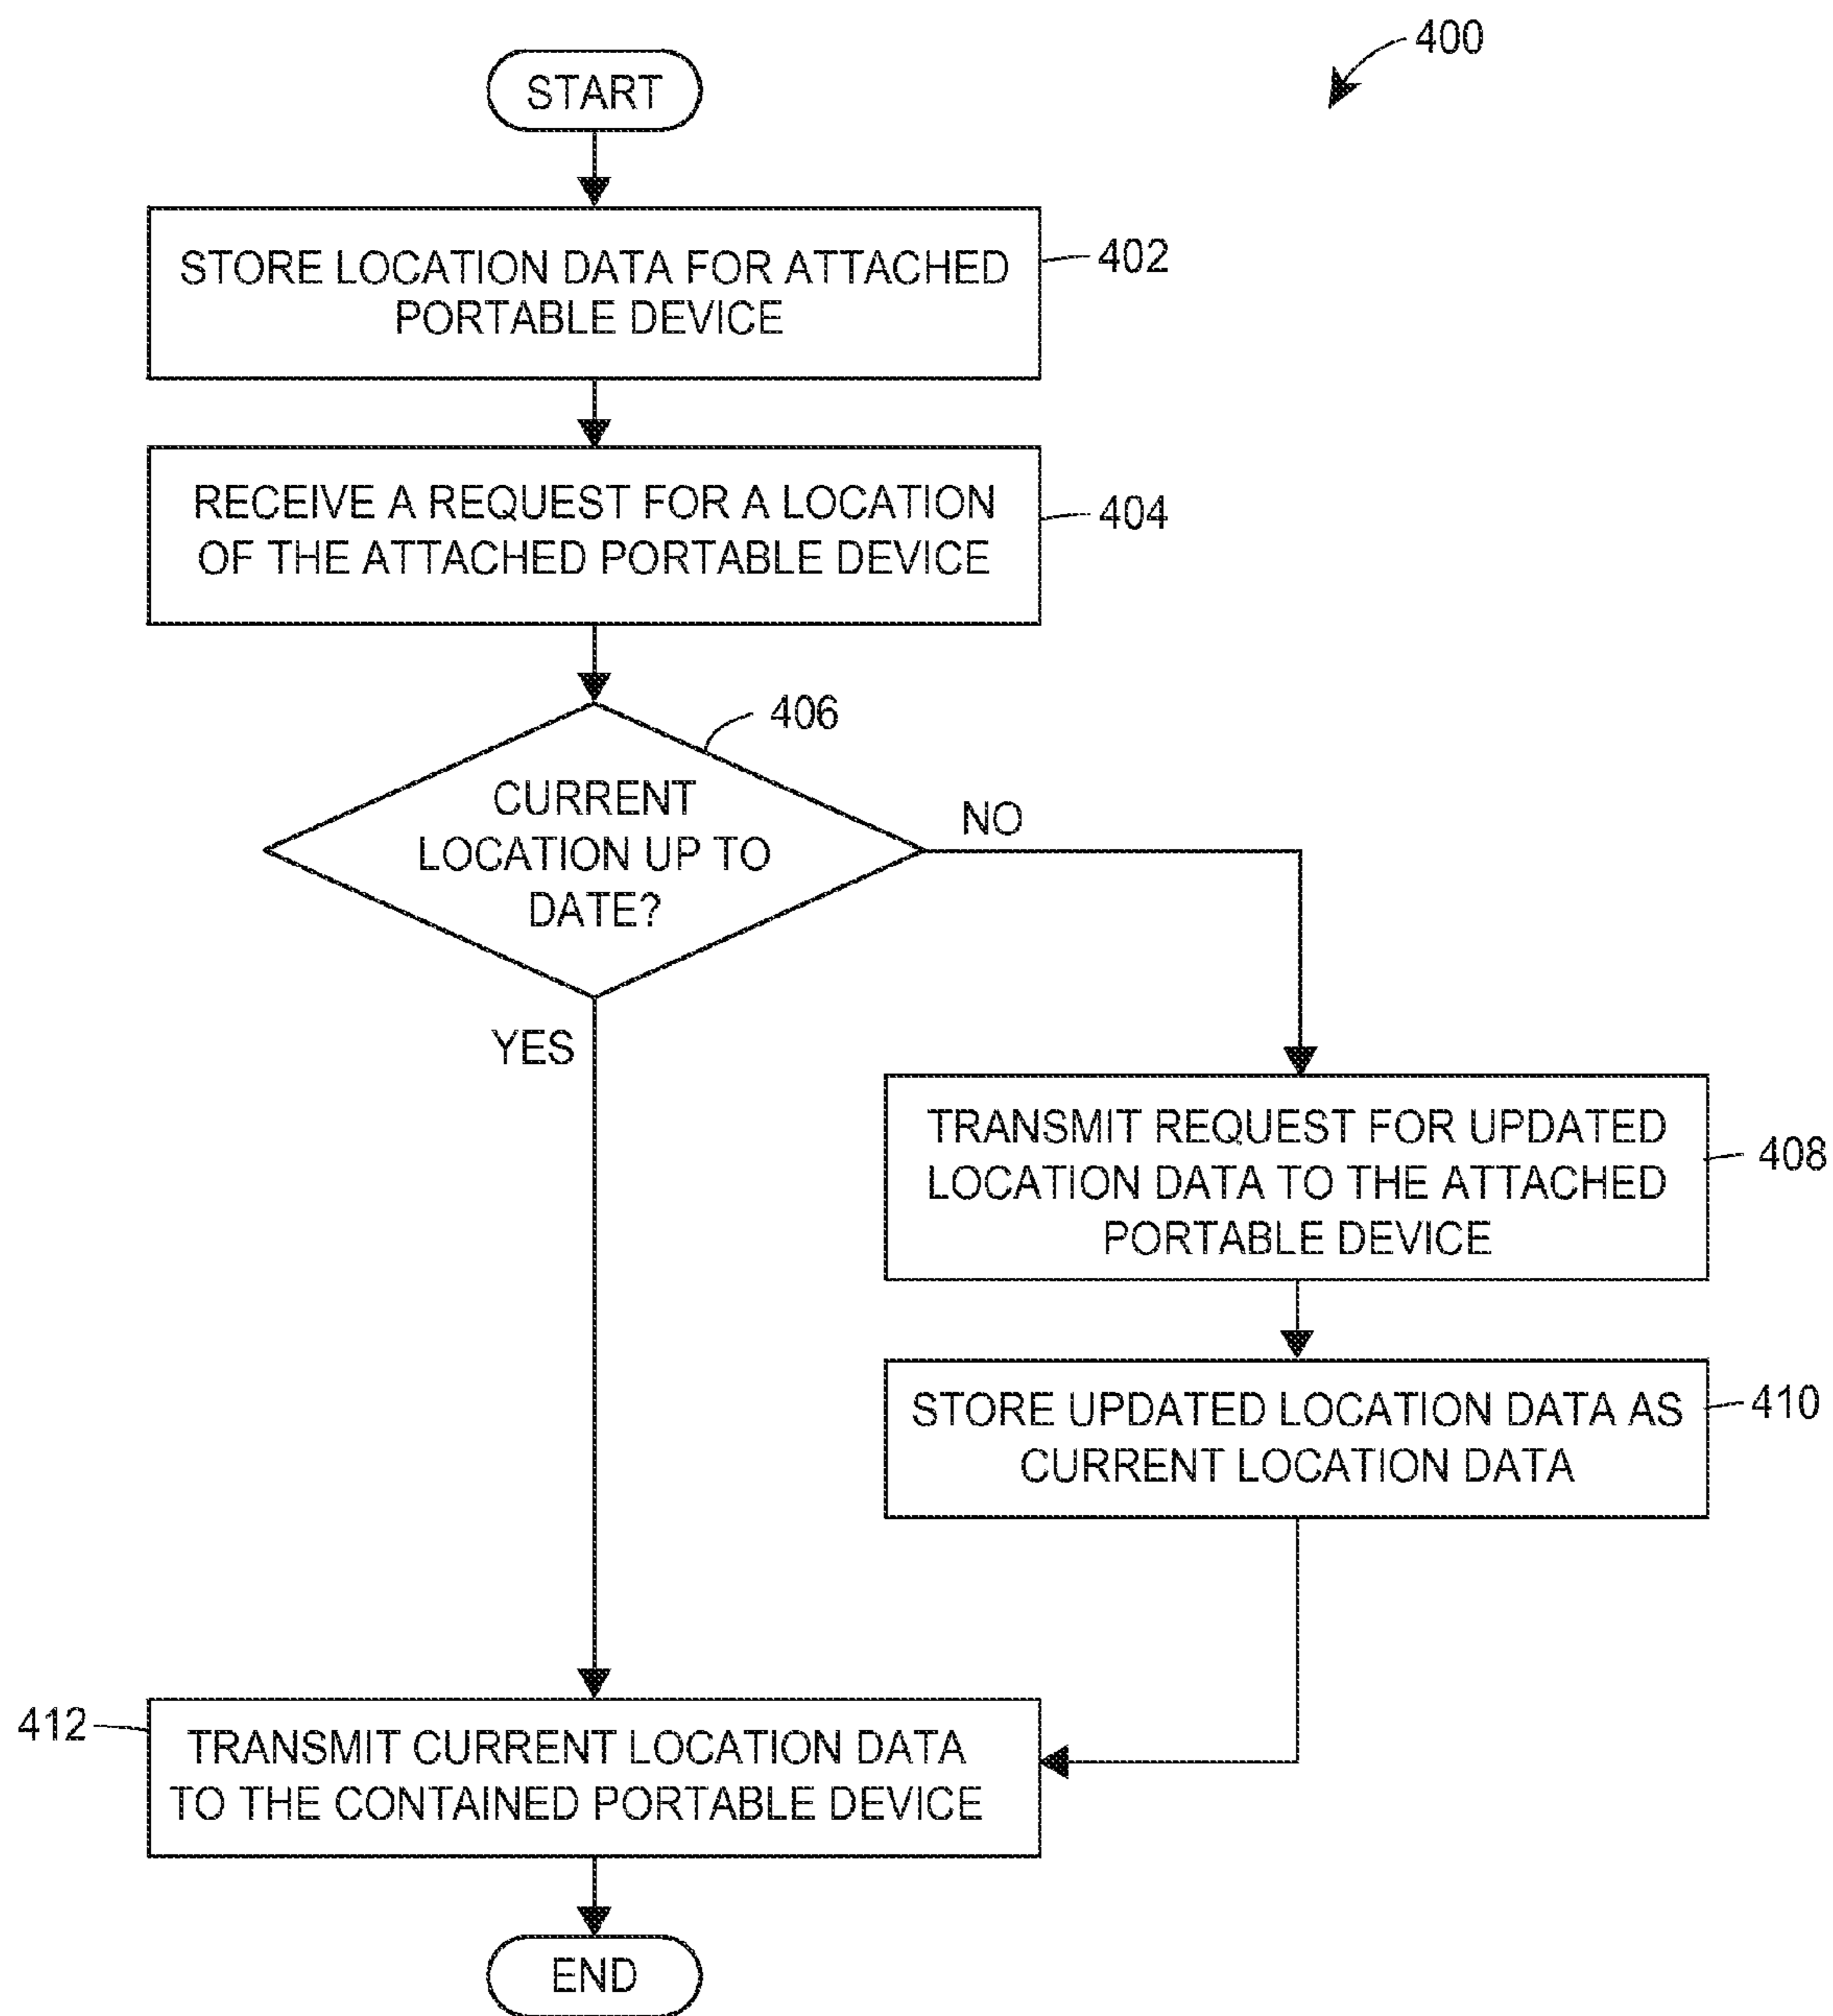 400
START
STORE LOCATION DATA FOR ATTACHED
PORTABLE DEVICE
402
RECEIVE A REQUEST FOR A LOCATION
OF THE ATTACHED PORTABLE DEVICE
404
406
CURRENT
LOCATION UP TO
DATE?
NO
YES
TRANSMIT REQUEST FOR UPDATED
LOCATION DATA TO THE ATTACHED
PORTABLE DEVICE
408
STORE UPDATED LOCATION DATA AS
CURRENT LOCATION DATA
410
412
TRANSMIT CURRENT LOCATION DATA
TO THE CONTAINED PORTABLE DEVICE
END